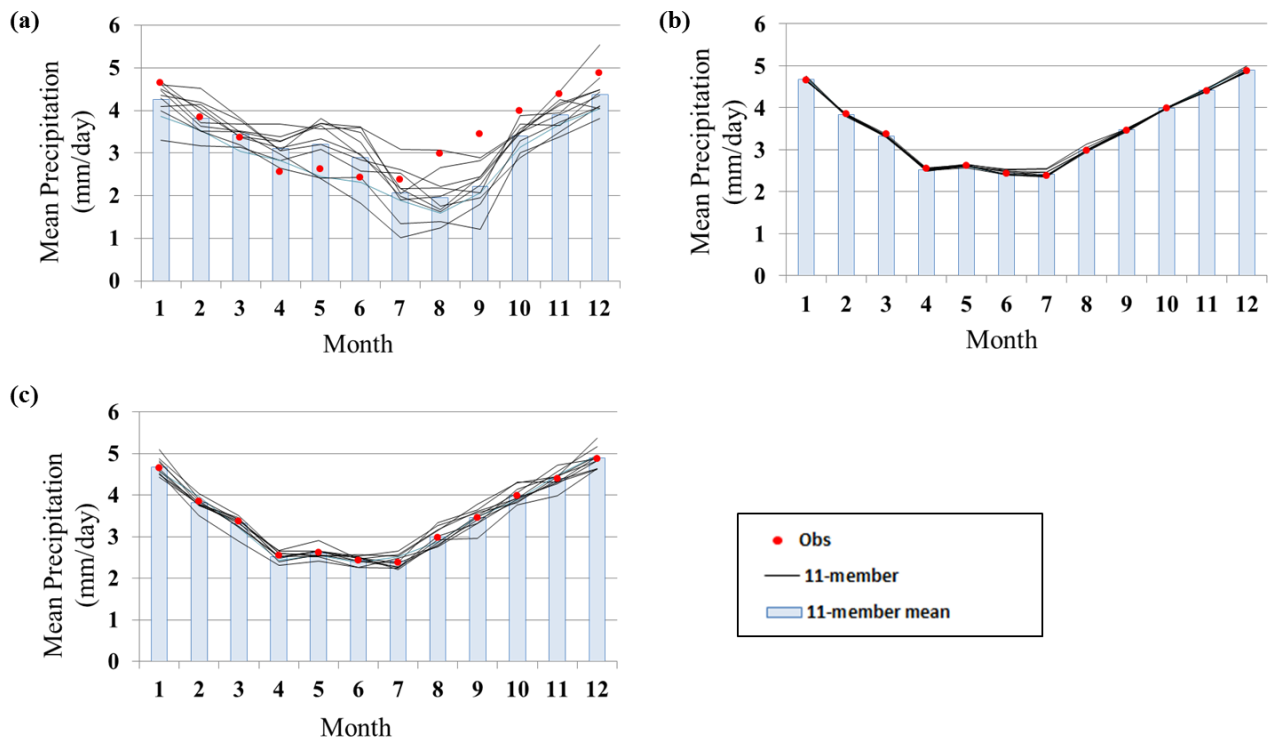 (a)
6
5
4
3
2
1
0
Mean Precipitation
(mm/day)
1 2 3 4 5 6 7 8 9 10 11 12
Month
(b)
6
5
4
3
2
1
0
Mean Precipitation
(mm/day)
1 2 3 4 5 6 7 8 9 10 11 12
Month
(c)
6
5
4
3
2
1
0
Mean Precipitation
(mm/day)
1 2 3 4 5 6 7 8 9 10 11 12
Month
Obs
11-member
11-member mean